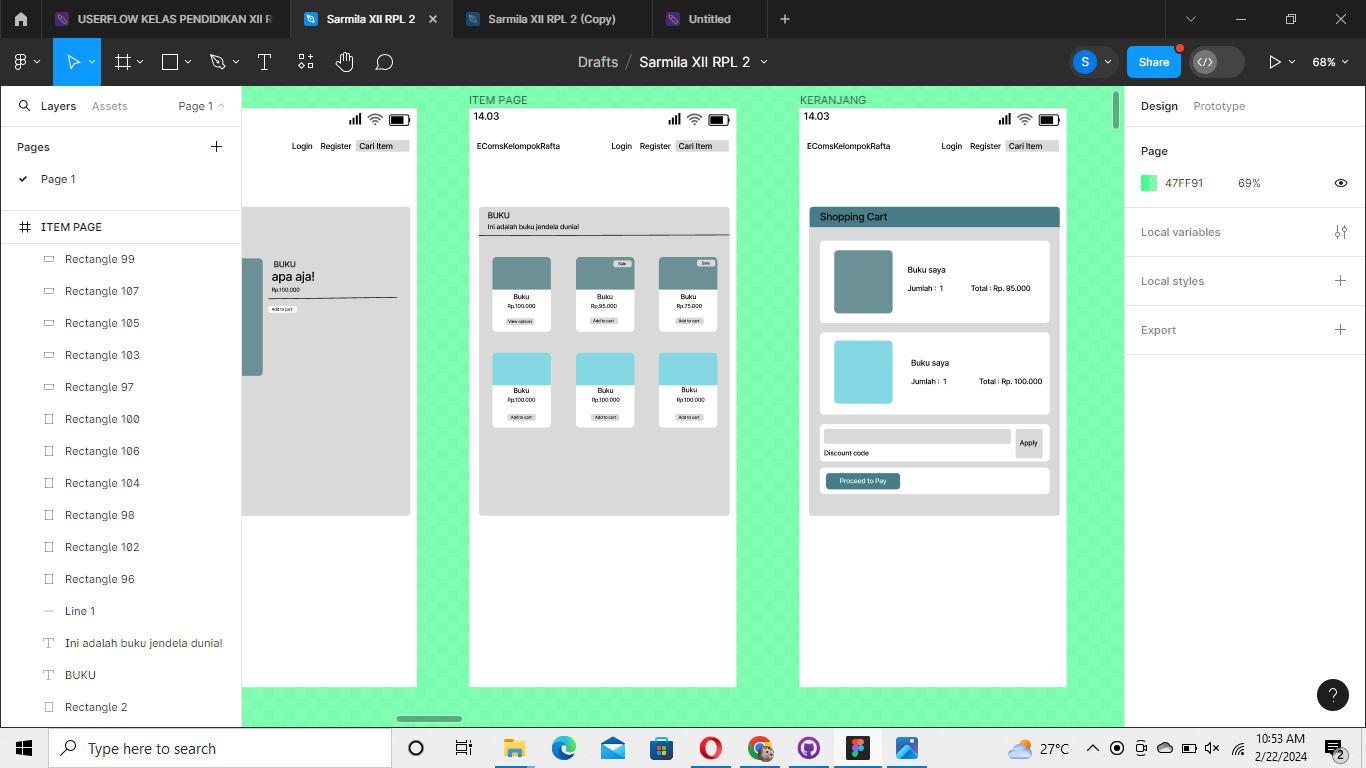 USERFLOW KELAS PENDIDIKAN XII R
Sarmila XII RPL 2
Sarmila XII RPL 2 (Copy)
Untitled
Drafts / Sarmila XII RPL 2
S
Share
68%
Layers
Assets
Page 1
Pages
Page 1
ITEM PAGE
Rectangle 99
Rectangle 107
Rectangle 105
Rectangle 103
Rectangle 97
Rectangle 100
Rectangle 106
Rectangle 104
Rectangle 98
Rectangle 102
Rectangle 96
Line 1
Ini adalah buku jendela dunia!
BUKU
Rectangle 2
Login Register Cari Item
BUKU
apa aja!
Rp.100.000
Add to cart
ITEM PAGE
14.03
EComsKelompokRafta Login Register Cari Item
BUKU
Ini adalah buku jendela dunia!
Sale Sale
Buku Buku Buku
Rp.100.000 Rp.95.000 Rp.75.000
View options Add to cart Add to cart
Buku Buku Buku
Rp.100.000 Rp.100.000 Rp.100.000
Add to cart Add to cart Add to cart
KERANJANG
14.03
EComsKelompokRafta Login Register Cari Item
Shopping Cart
Buku saya
Jumlah : 1 Total : Rp. 95.000
Buku saya
Jumlah : 1 Total : Rp. 100.000
Apply
Discount code
Proceed to Pay
Design
Prototype
Page
47FF91 69%
Local variables
Local styles
Export
?
Type here to search
27°C
10:53 AM
2/22/2024
2